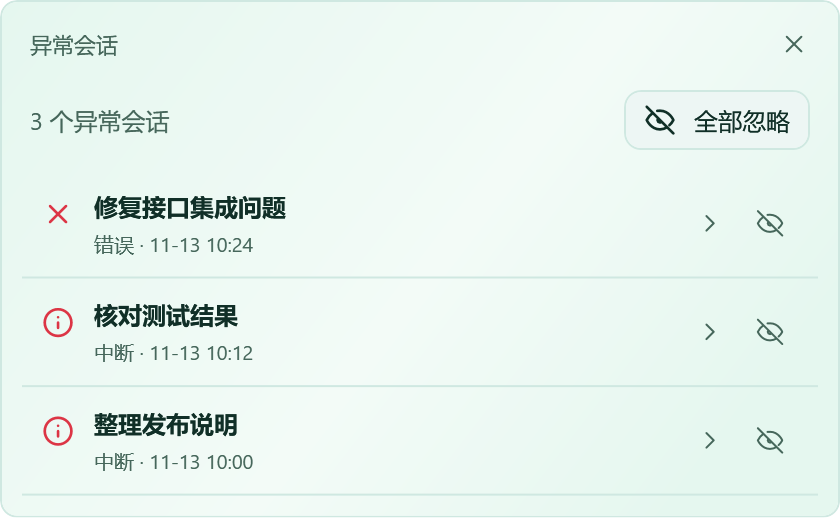 异常会话
3 个异常会话
全部忽略
修复接口集成问题
错误 · 11-13 10:24
核对测试结果
中断 · 11-13 10:12
整理发布说明
中断 · 11-13 10:00